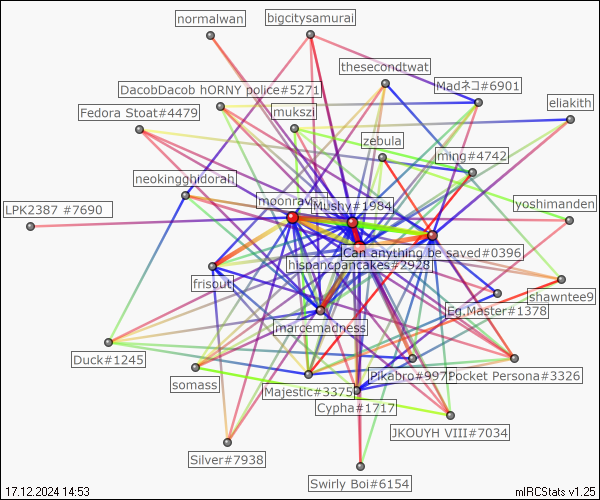 normalwan
bigcitysamurai
thesecondtwat
DacobDacob hORNY police#5271
Madネコ#6901
Fedora Stoat#4479
mukszi
eliakith
zebula
ming#4742
neokingghidorah
moonray
Mushy#1984
LPK2387 #7690
yoshimanden
Can anything be saved#0396
hispancpancakes#2928
frisout
shawntee9
Eg.Master#1378
marcemadness
Duck#1245
somass
Majestic#3375
Pikabro#997
Pocket Persona#3326
Cypha#1717
JKOUYH VIII#7034
Silver#7938
Swirly Boi#6154
17.12.2024 14:53
mIRCStats v1.25